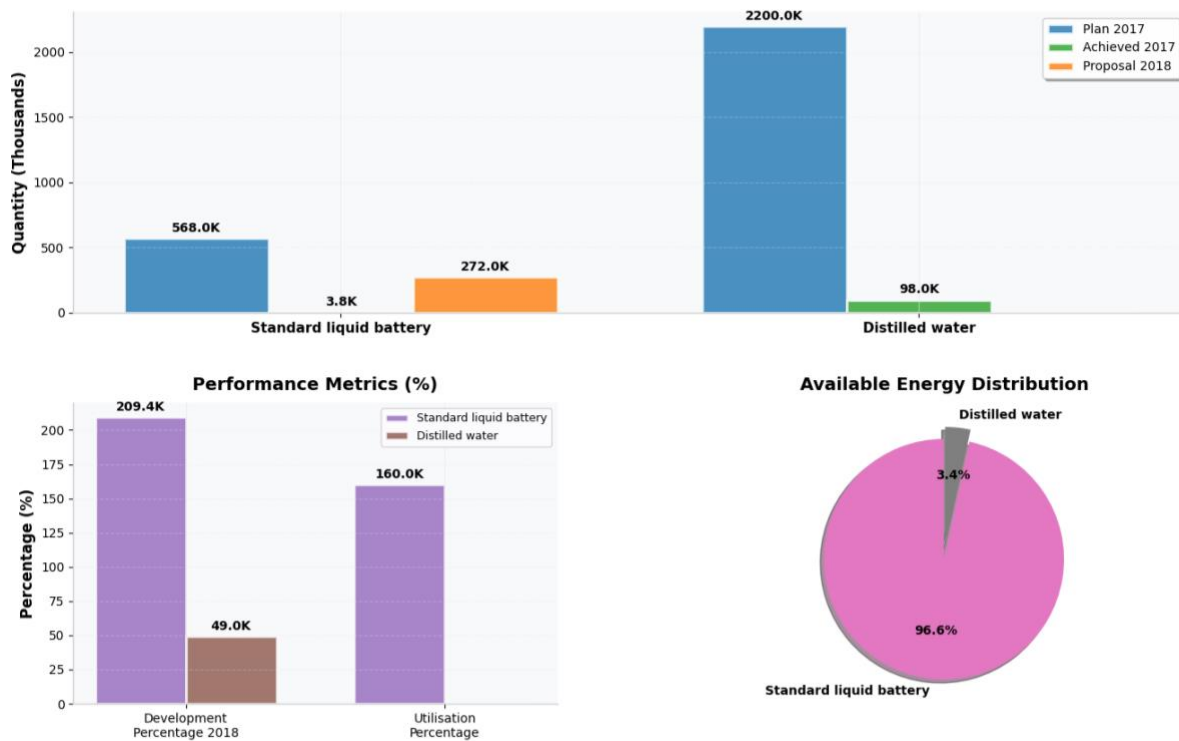 2200.0K
Plan 2017
Achieved 2017
Proposal 2018
Quantity (Thousands)
2000
1500
1000
500
0
568.0K
3.8K
272.0K
98.0K
Standard liquid battery
Distilled water
Performance Metrics (%)
209.4K
Standard liquid battery
Distilled water
Percentage (%)
200
175
150
125
100
75
50
25
0
160.0K
49.0K
Development
Percentage 2018
Utilisation
Percentage
Available Energy Distribution
Distilled water
3.4%
96.6%
Standard liquid battery